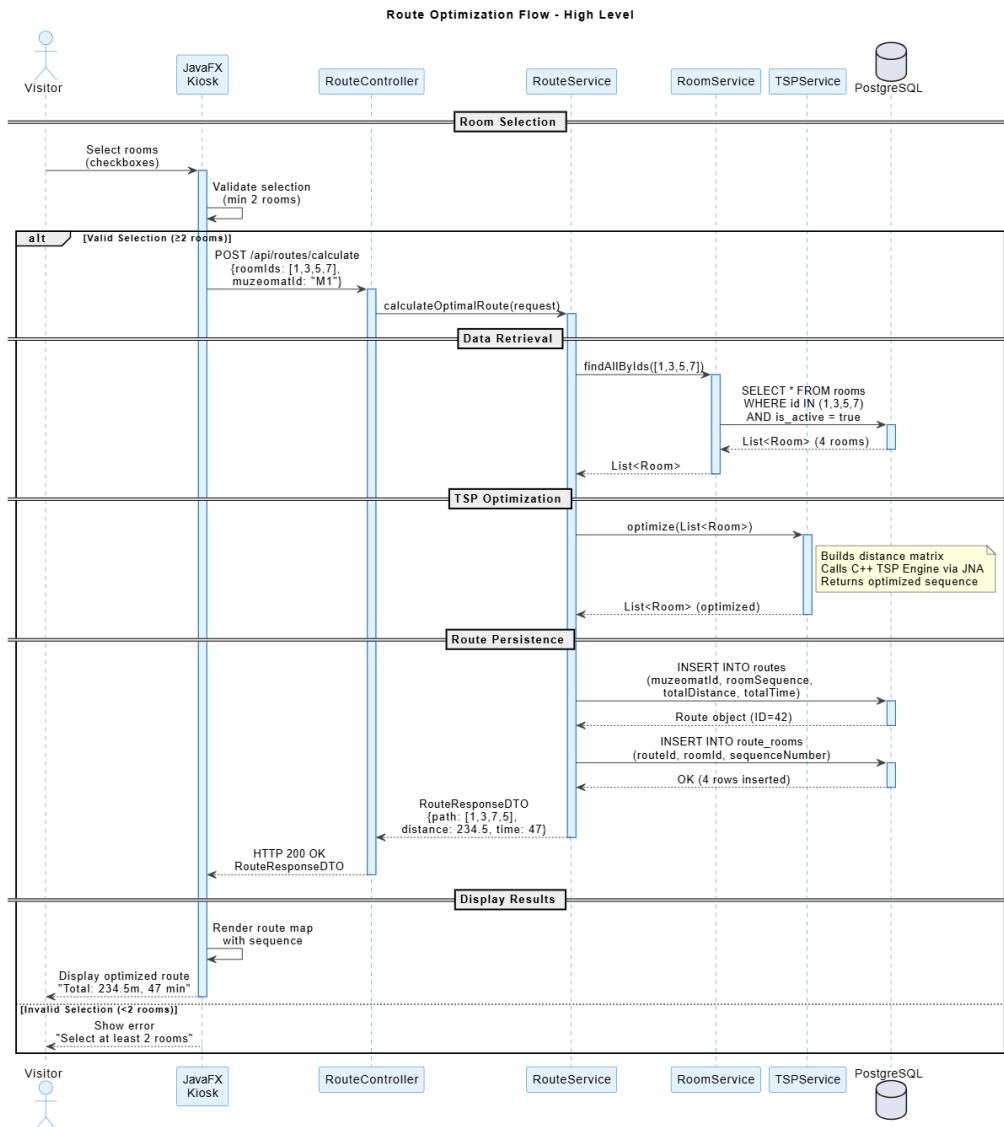 Route Optimization Flow - High Level
Visitor
JavaFX
Kiosk
RouteController
RouteService
RoomService
TSPService
PostgreSQL
Room Selection
Select rooms
(checkboxes)
Validate selection
(min 2 rooms)
alt
[Valid Selection (≥2 rooms)]
POST /api/routes/calculate
{roomIds: [1,3,5,7],
muzeomatId: "M1"}
calculateOptimalRoute(request)
Data Retrieval
findAllByIds([1,3,5,7])
SELECT * FROM rooms
WHERE id IN (1,3,5,7)
AND is_active = true
List<Room> (4 rooms)
List<Room>
TSP Optimization
optimize(List<Room>)
Builds distance matrix
Calls C++ TSP Engine via JNA
Returns optimized sequence
List<Room> (optimized)
Route Persistence
INSERT INTO routes
(muzeomatId, roomSequence,
totalDistance, totalTime)
Route object (ID=42)
INSERT INTO route_rooms
(routeId, roomId, sequenceNumber)
OK (4 rows inserted)
RouteResponseDTO
{path: [1,3,7,5],
distance: 234.5, time: 47}
HTTP 200 OK
RouteResponseDTO
Display Results
Render route map
with sequence
Display optimized route
"Total: 234.5m, 47 min"
[Invalid Selection (<2 rooms)]
Show error
"Select at least 2 rooms"
Visitor
JavaFX
Kiosk
RouteController
RouteService
RoomService
TSPService
PostgreSQL